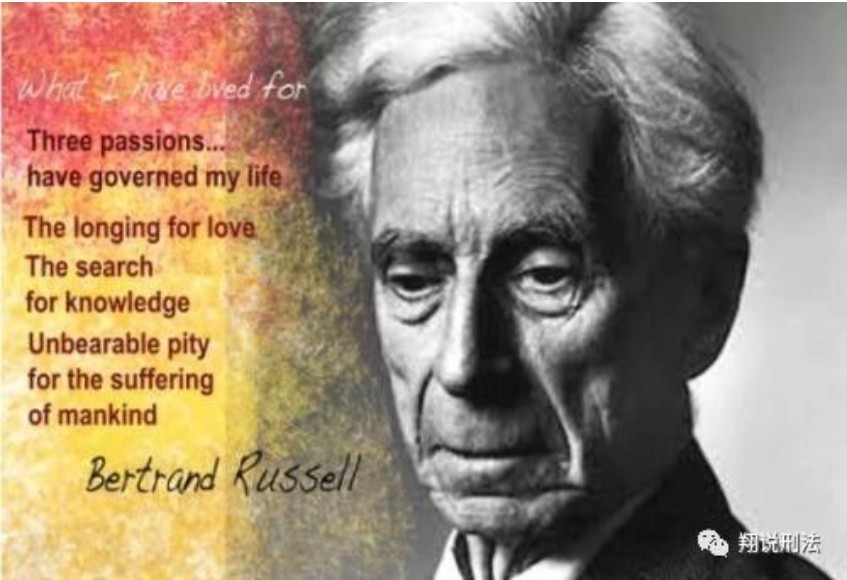 What I have lived for
Three passions...
have governed my life
The longing for love
The search
for knowledge
Unbearable pity
for the suffering
of mankind
Bertrand Russell
翔说刑法